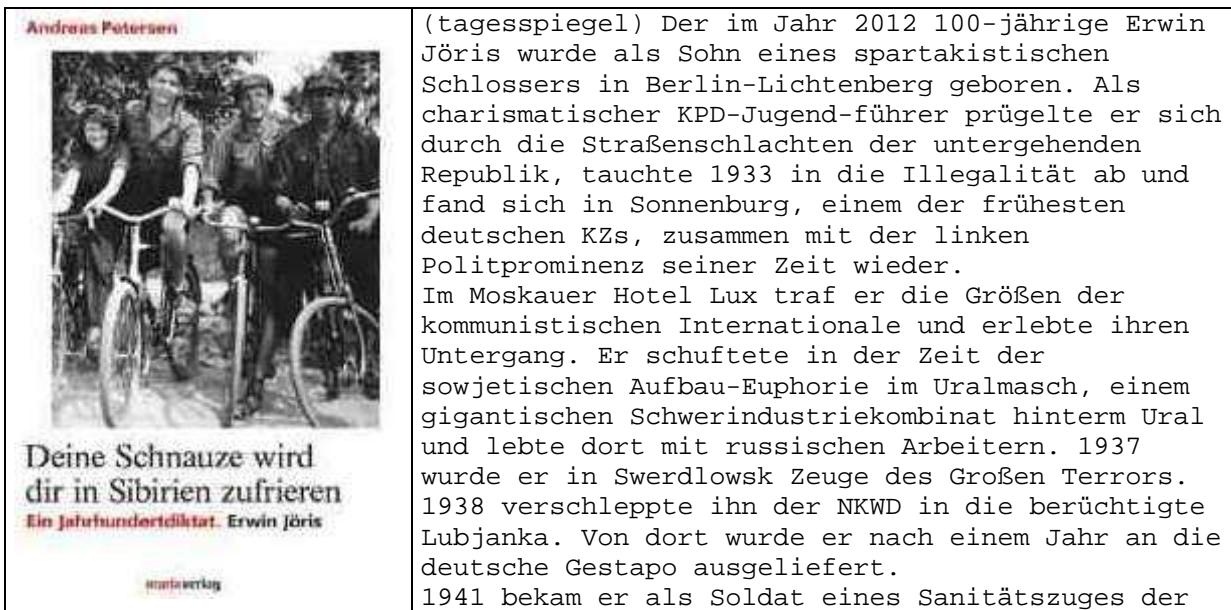 Andreas Petersen
Deine Schnauze wird
dir in Sibirien zufrieren
Ein Jahrhundertdiktat. Erwin Jöris
marixverlag
(tagesspiegel) Der im Jahr 2012 100-jährige Erwin
Jöris wurde als Sohn eines spartakistischen
Schlossers in Berlin-Lichtenberg geboren. Als
charismatischer KPD-Jugend-führer prügelte er sich
durch die Straßenschlachten der untergehenden
Republik, tauchte 1933 in die Illegalität ab und
fand sich in Sonnenburg, einem der frühesten
deutschen KZs, zusammen mit der linken
Politprominenz seiner Zeit wieder.
Im Moskauer Hotel Lux traf er die Größen der
kommunistischen Internationale und erlebte ihren
Untergang. Er schuftete in der Zeit der
sowjetischen Aufbau-Euphorie im Uralmasch, einem
gigantischen Schwerindustriekombinat hinterm Ural
und lebte dort mit russischen Arbeitern. 1937
wurde er in Swerdlowsk Zeuge des Großen Terrors.
1938 verschleppte ihn der NKWD in die berüchtigte
Lubjanka. Von dort wurde er nach einem Jahr an die
deutsche Gestapo ausgeliefert.
1941 bekam er als Soldat eines Sanitätszuges der